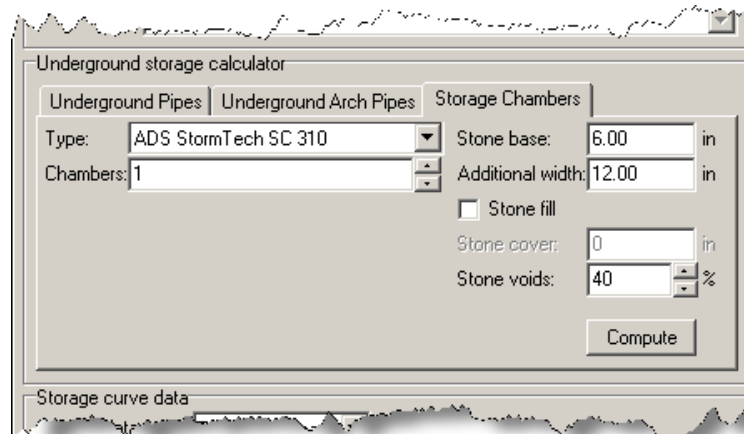 Underground storage calculator
Underground Pipes Underground Arch Pipes Storage Chambers
Type: ADS StormTech SC 310 Stone base: 6.00 in
Chambers: 1 Additional width: 12.00 in
Stone fill
Stone cover: 0 in
Stone voids: 40 %
Compute
Storage curve data